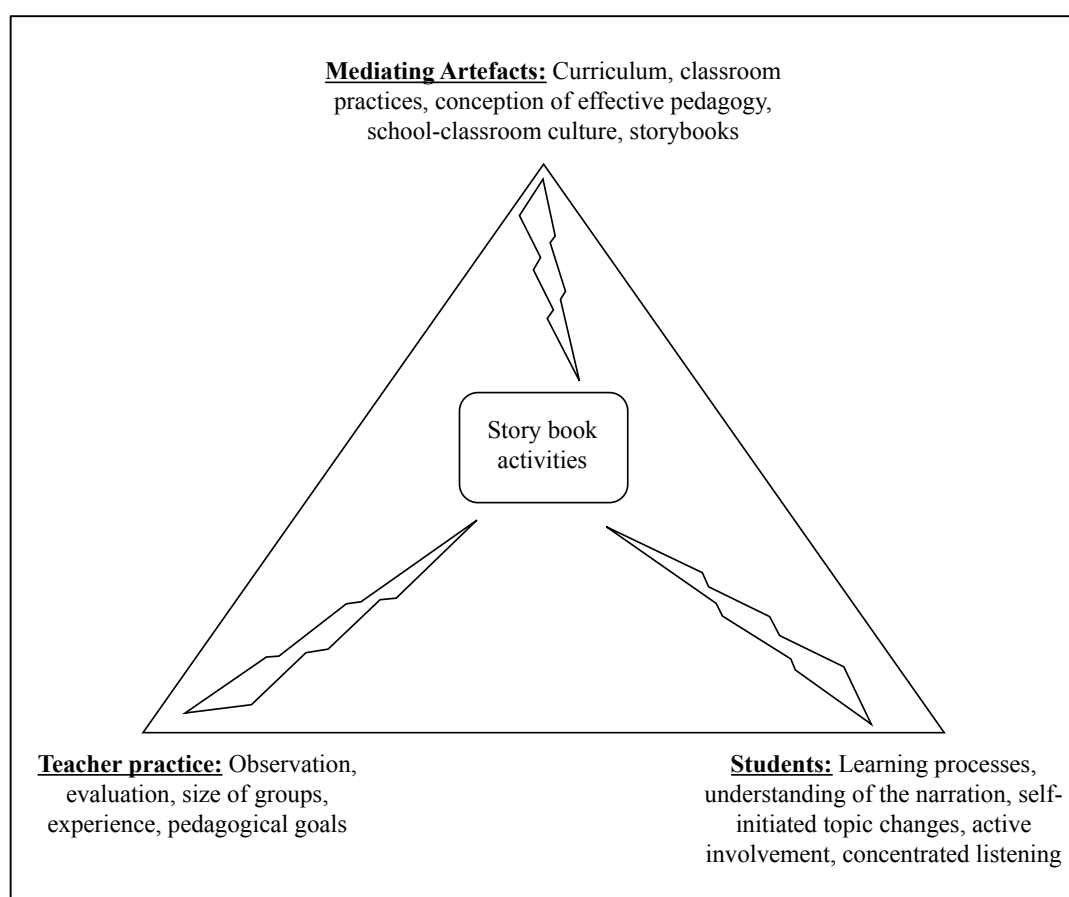 Mediating Artefacts: Curriculum, classroom
practices, conception of effective pedagogy,
school-classroom culture, storybooks
Story book
activities
Teacher practice: Observation,
evaluation, size of groups,
experience, pedagogical goals
Students: Learning processes,
understanding of the narration, self-
initiated topic changes, active
involvement, concentrated listening